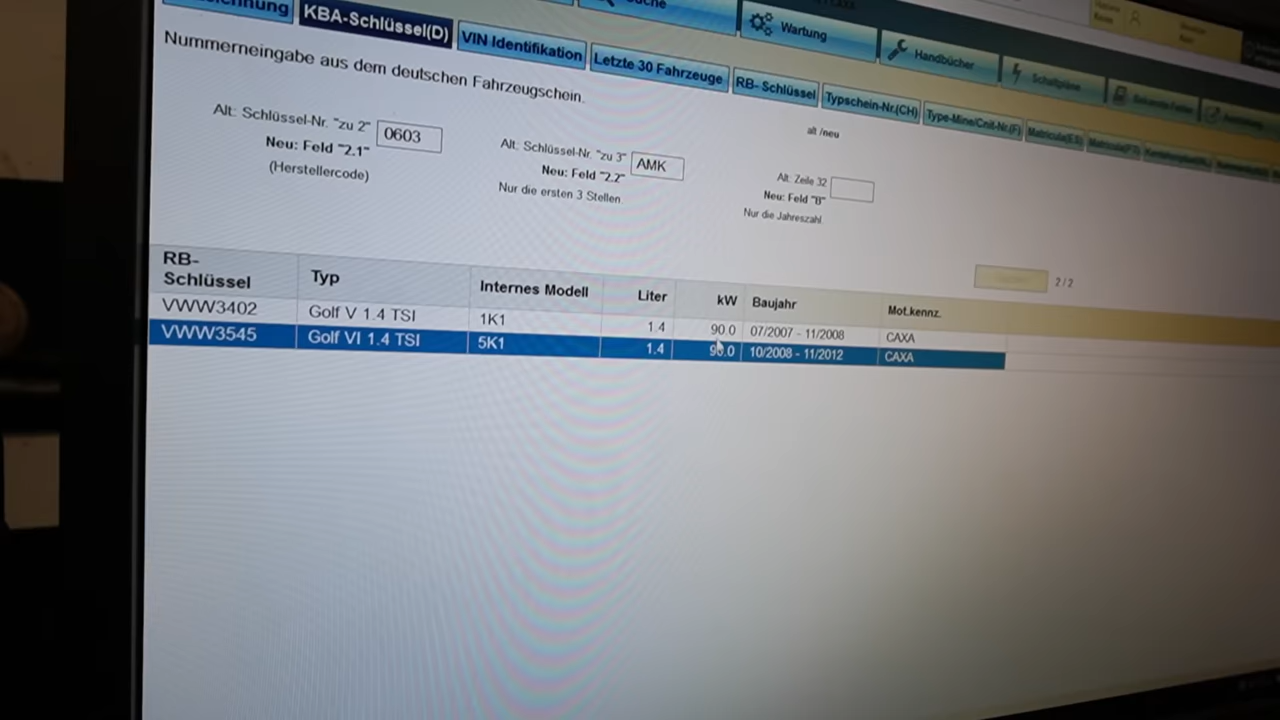 KBA-Schlüssel(D)
VIN Identifikation
Letzte 30 Fahrzeuge
RB- Schlüssel
Typschein-Nr.(CH)
Type-Mine/Cnit-Nr.(F)
Matricula(ES)
Wartung
Handbücher
Schaltpläne
Nummerneingabe aus dem deutschen Fahrzeugschein.
Alt: Schlüssel-Nr. "zu 2"
0603
Neu: Feld "2.1"
(Herstellercode)
Alt: Schlüssel-Nr. "zu 3"
AMK
Neu: Feld "2.2"
Nur die ersten 3 Stellen.
alt /neu
Alt: Zeile 32
Neu: Feld "B"
Nur die Jahreszahl
2/2
RB-Schlüssel Typ Internes Modell Liter kW Baujahr Mot.kennz.
VWW3402 Golf V 1.4 TSI 1K1 1.4 90.0 07/2007 - 11/2008 CAXA
VWW3545 Golf VI 1.4 TSI 5K1 1.4 90.0 10/2008 - 11/2012 CAXA